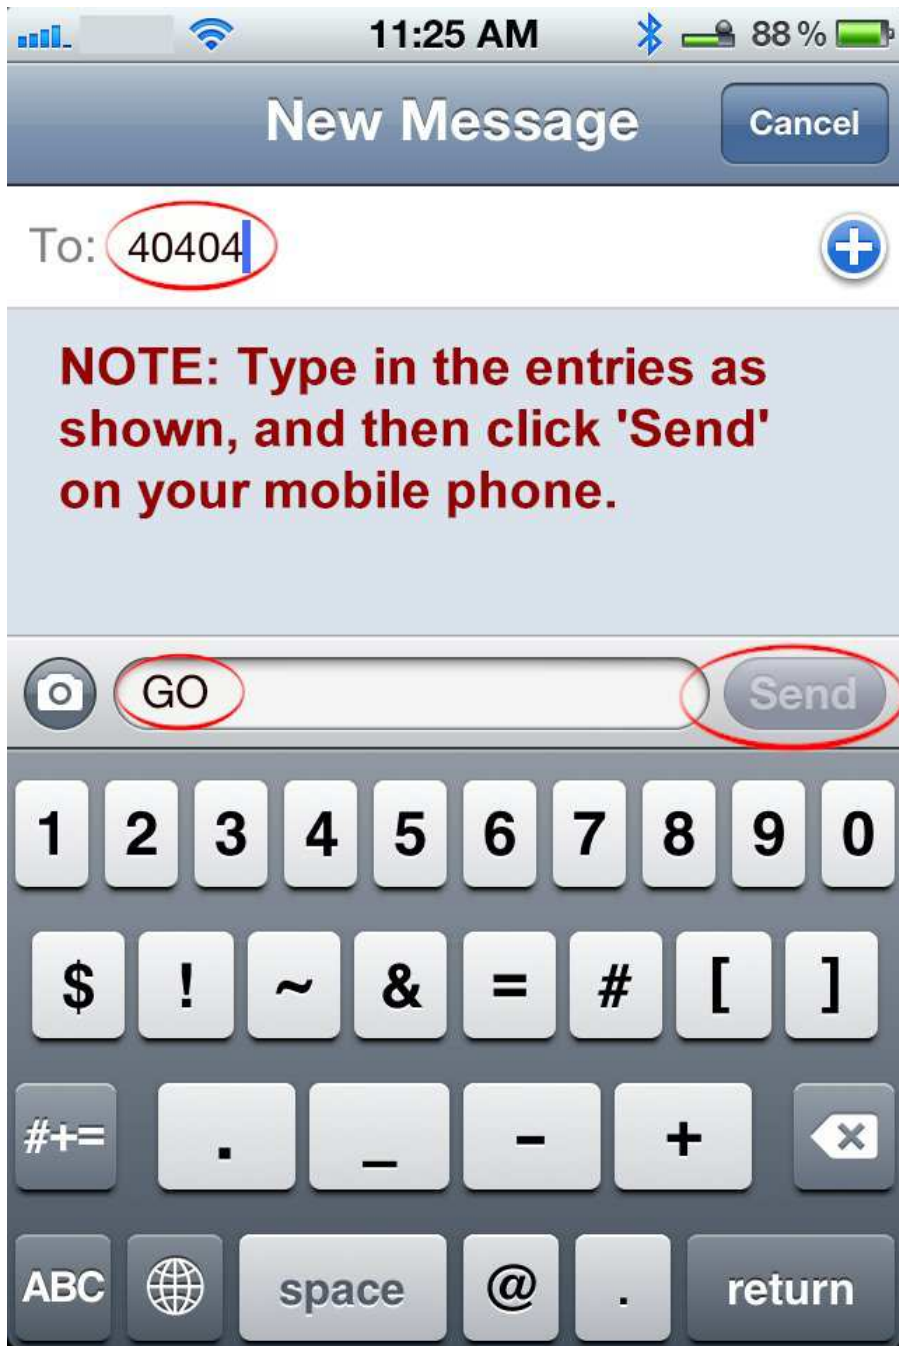 11:25 AM 88 %
New Message Cancel
To: 40404
NOTE: Type in the entries as
shown, and then click 'Send'
on your mobile phone.
GO Send
1 2 3 4 5 6 7 8 9 0
$ ! ~ & = # [ ]
#+= . _ - +
ABC space @ . return